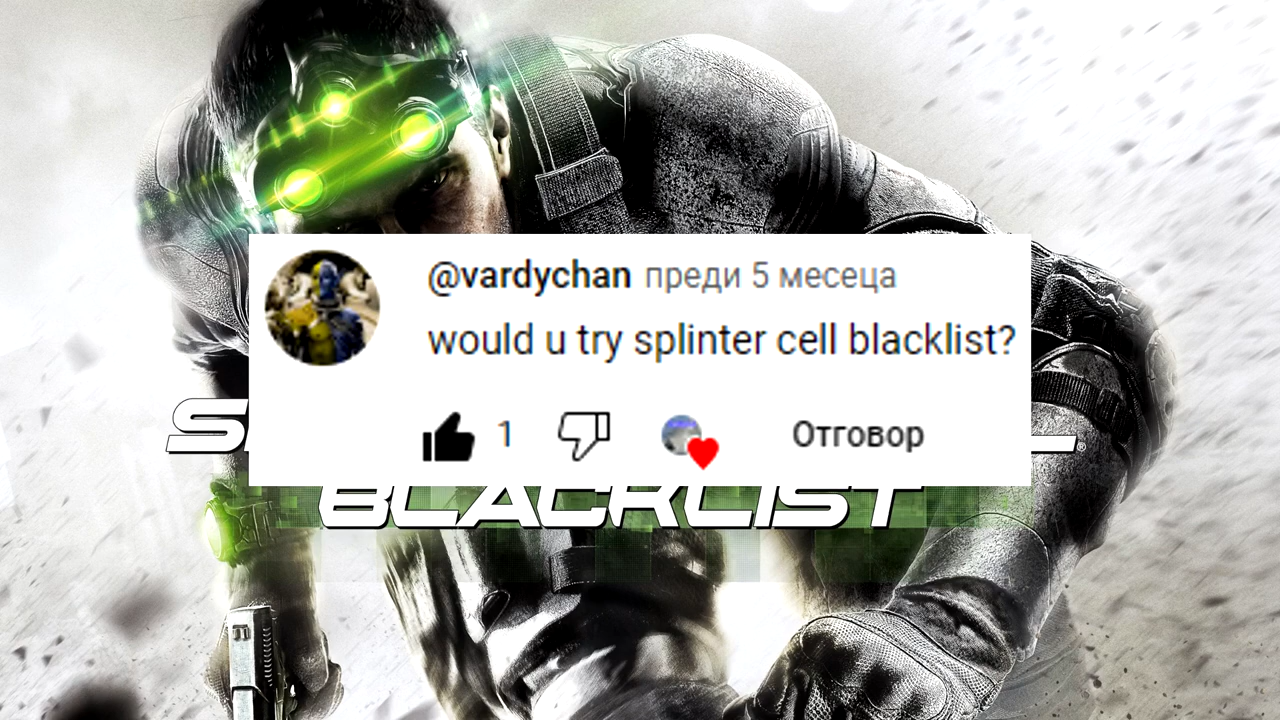 @vardychan преди 5 месеца
would u try splinter cell blacklist?
1 Отговор
S
BLACKLIST